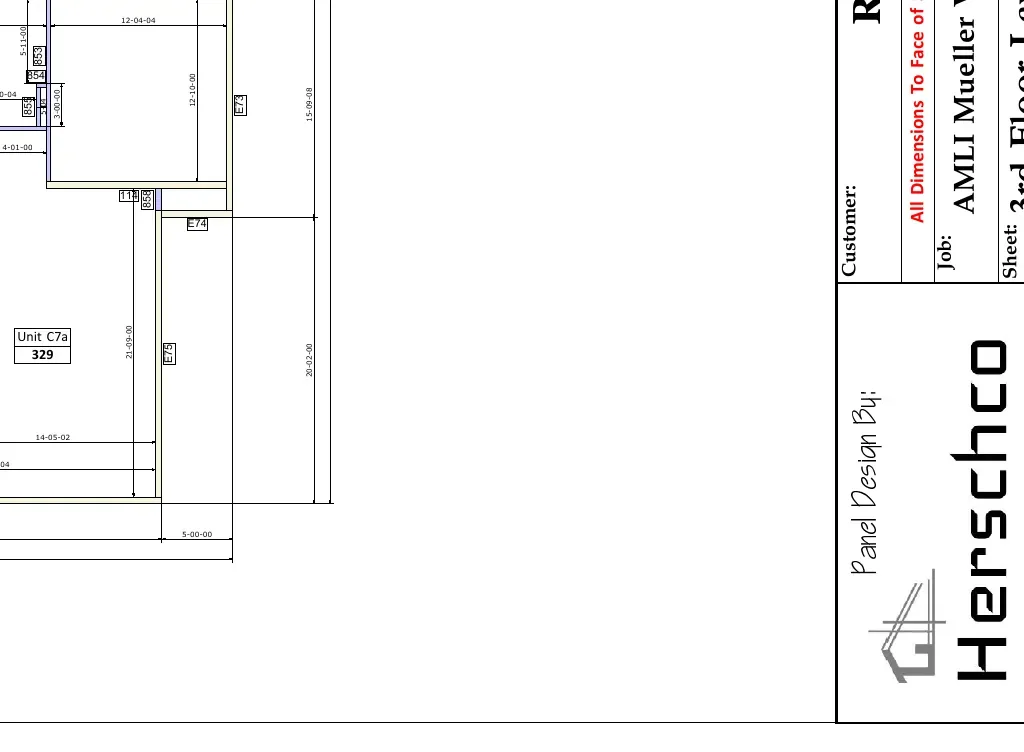 12-04-04
5-11-00
853
854
0-04
855
3-00-00
12-10-00
E73
15-09-08
4-01-00
114
858
E74
Unit C7a
329
21-09-00
E75
20-02-00
14-05-02
04
5-00-00
Customer:
R
All Dimensions To Face of
Job:
AMLI Mueller
Sheet:
3rd Floor
Panel Design By:
Herschco